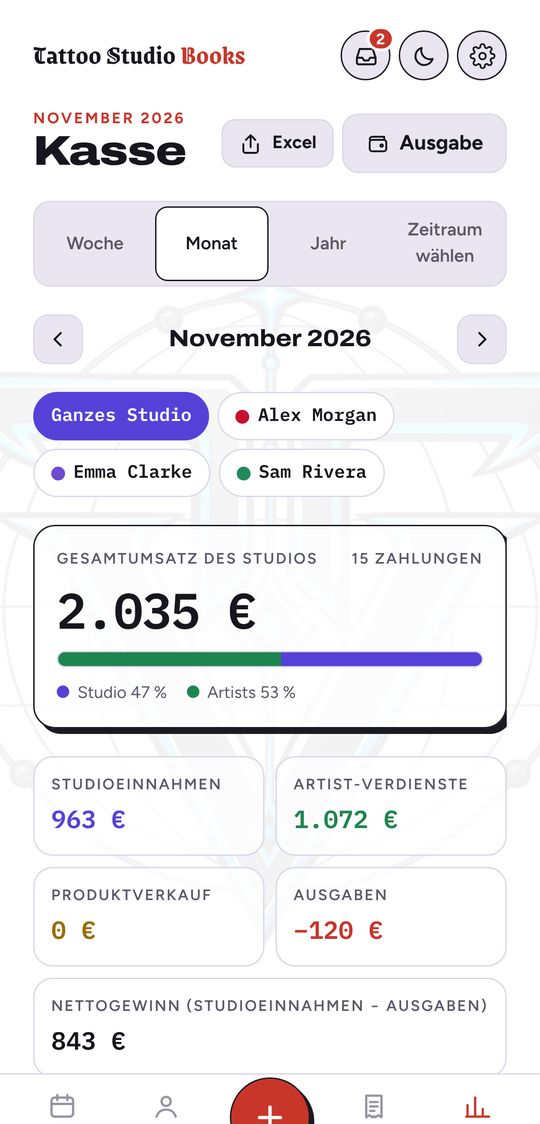 Tattoo Studio Books
2
NOVEMBER 2026
Kasse
Excel
Ausgabe
Woche
Monat
Jahr
Zeitraum
wählen
November 2026
Ganzes Studio
Alex Morgan
Emma Clarke
Sam Rivera
GESAMTUMSATZ DES STUDIOS 15 ZAHLUNGEN
2.035 €
Studio 47 % Artists 53 %
STUDIOEINNAHMEN
963 €
ARTIST-VERDIENSTE
1.072 €
PRODUKTVERKAUF
0 €
AUSGABEN
−120 €
NETTOGEWINN (STUDIOEINNAHMEN − AUSGABEN)
843 €